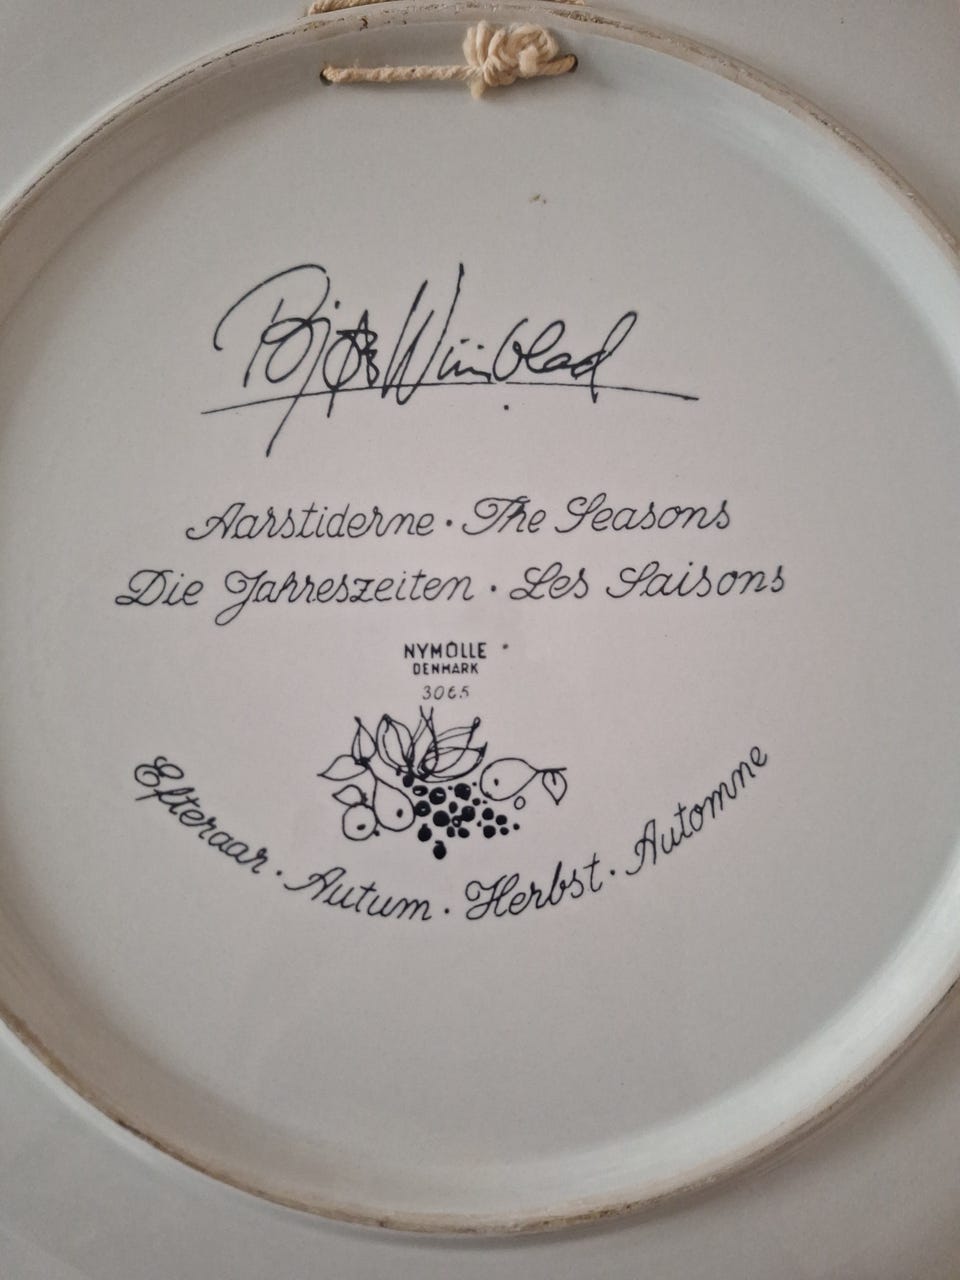 Bjørn Wiinblad
Aarstiderne · The Seasons
Die Jahreszeiten · Les Saisons
NYMÖLLE
DENMARK
3065
Efteraar · Autum · Herbst · Automne